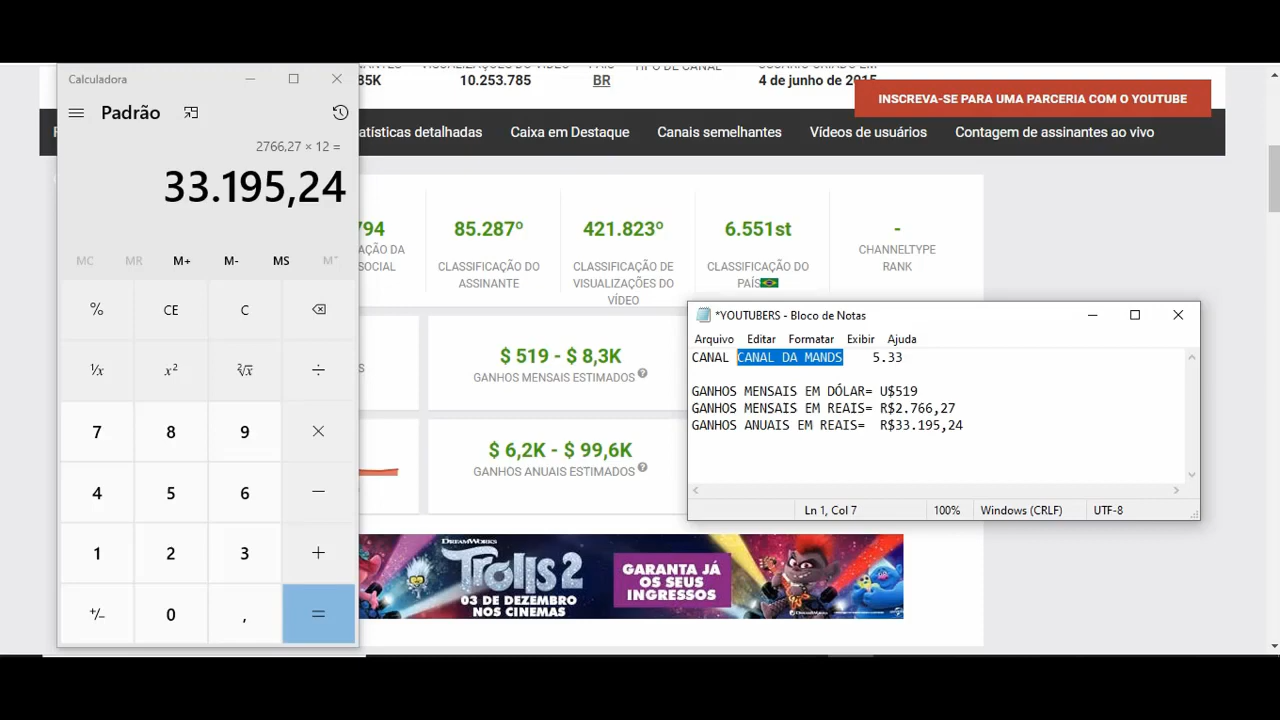 Calculadora
Padrão
2766,27 × 12 =
33.195,24
MC MR M+ M- MS M˅
% CE C
¹/x x² ²√x ÷
7 8 9 ×
4 5 6 −
1 2 3 +
+/− 0 , =
85K
10.253.785
BR
TIPO DE CANAL
4 de junho de 2015
INSCREVA-SE PARA UMA PARCERIA COM O YOUTUBE
atísticas detalhadas
Caixa em Destaque
Canais semelhantes
Vídeos de usuários
Contagem de assinantes ao vivo
794
AÇÃO DA
SOCIAL
85.287º
CLASSIFICAÇÃO DO
ASSINANTE
421.823º
CLASSIFICAÇÃO DE
VISUALIZAÇÕES DO
VÍDEO
6.551st
CLASSIFICAÇÃO DO
PAÍS
-
CHANNELTYPE
RANK
$ 519 - $ 8,3K
GANHOS MENSAIS ESTIMADOS ?
$ 6,2K - $ 99,6K
GANHOS ANUAIS ESTIMADOS ?
*YOUTUBERS - Bloco de Notas
Arquivo Editar Formatar Exibir Ajuda
CANAL CANAL DA MANDS 5.33
GANHOS MENSAIS EM DÓLAR= U$519
GANHOS MENSAIS EM REAIS= R$2.766,27
GANHOS ANUAIS EM REAIS= R$33.195,24
Ln 1, Col 7 100% Windows (CRLF) UTF-8
DREAMWORKS
TROLLS 2
03 DE DEZEMBRO
NOS CINEMAS
GARANTA JÁ
OS SEUS
INGRESSOS